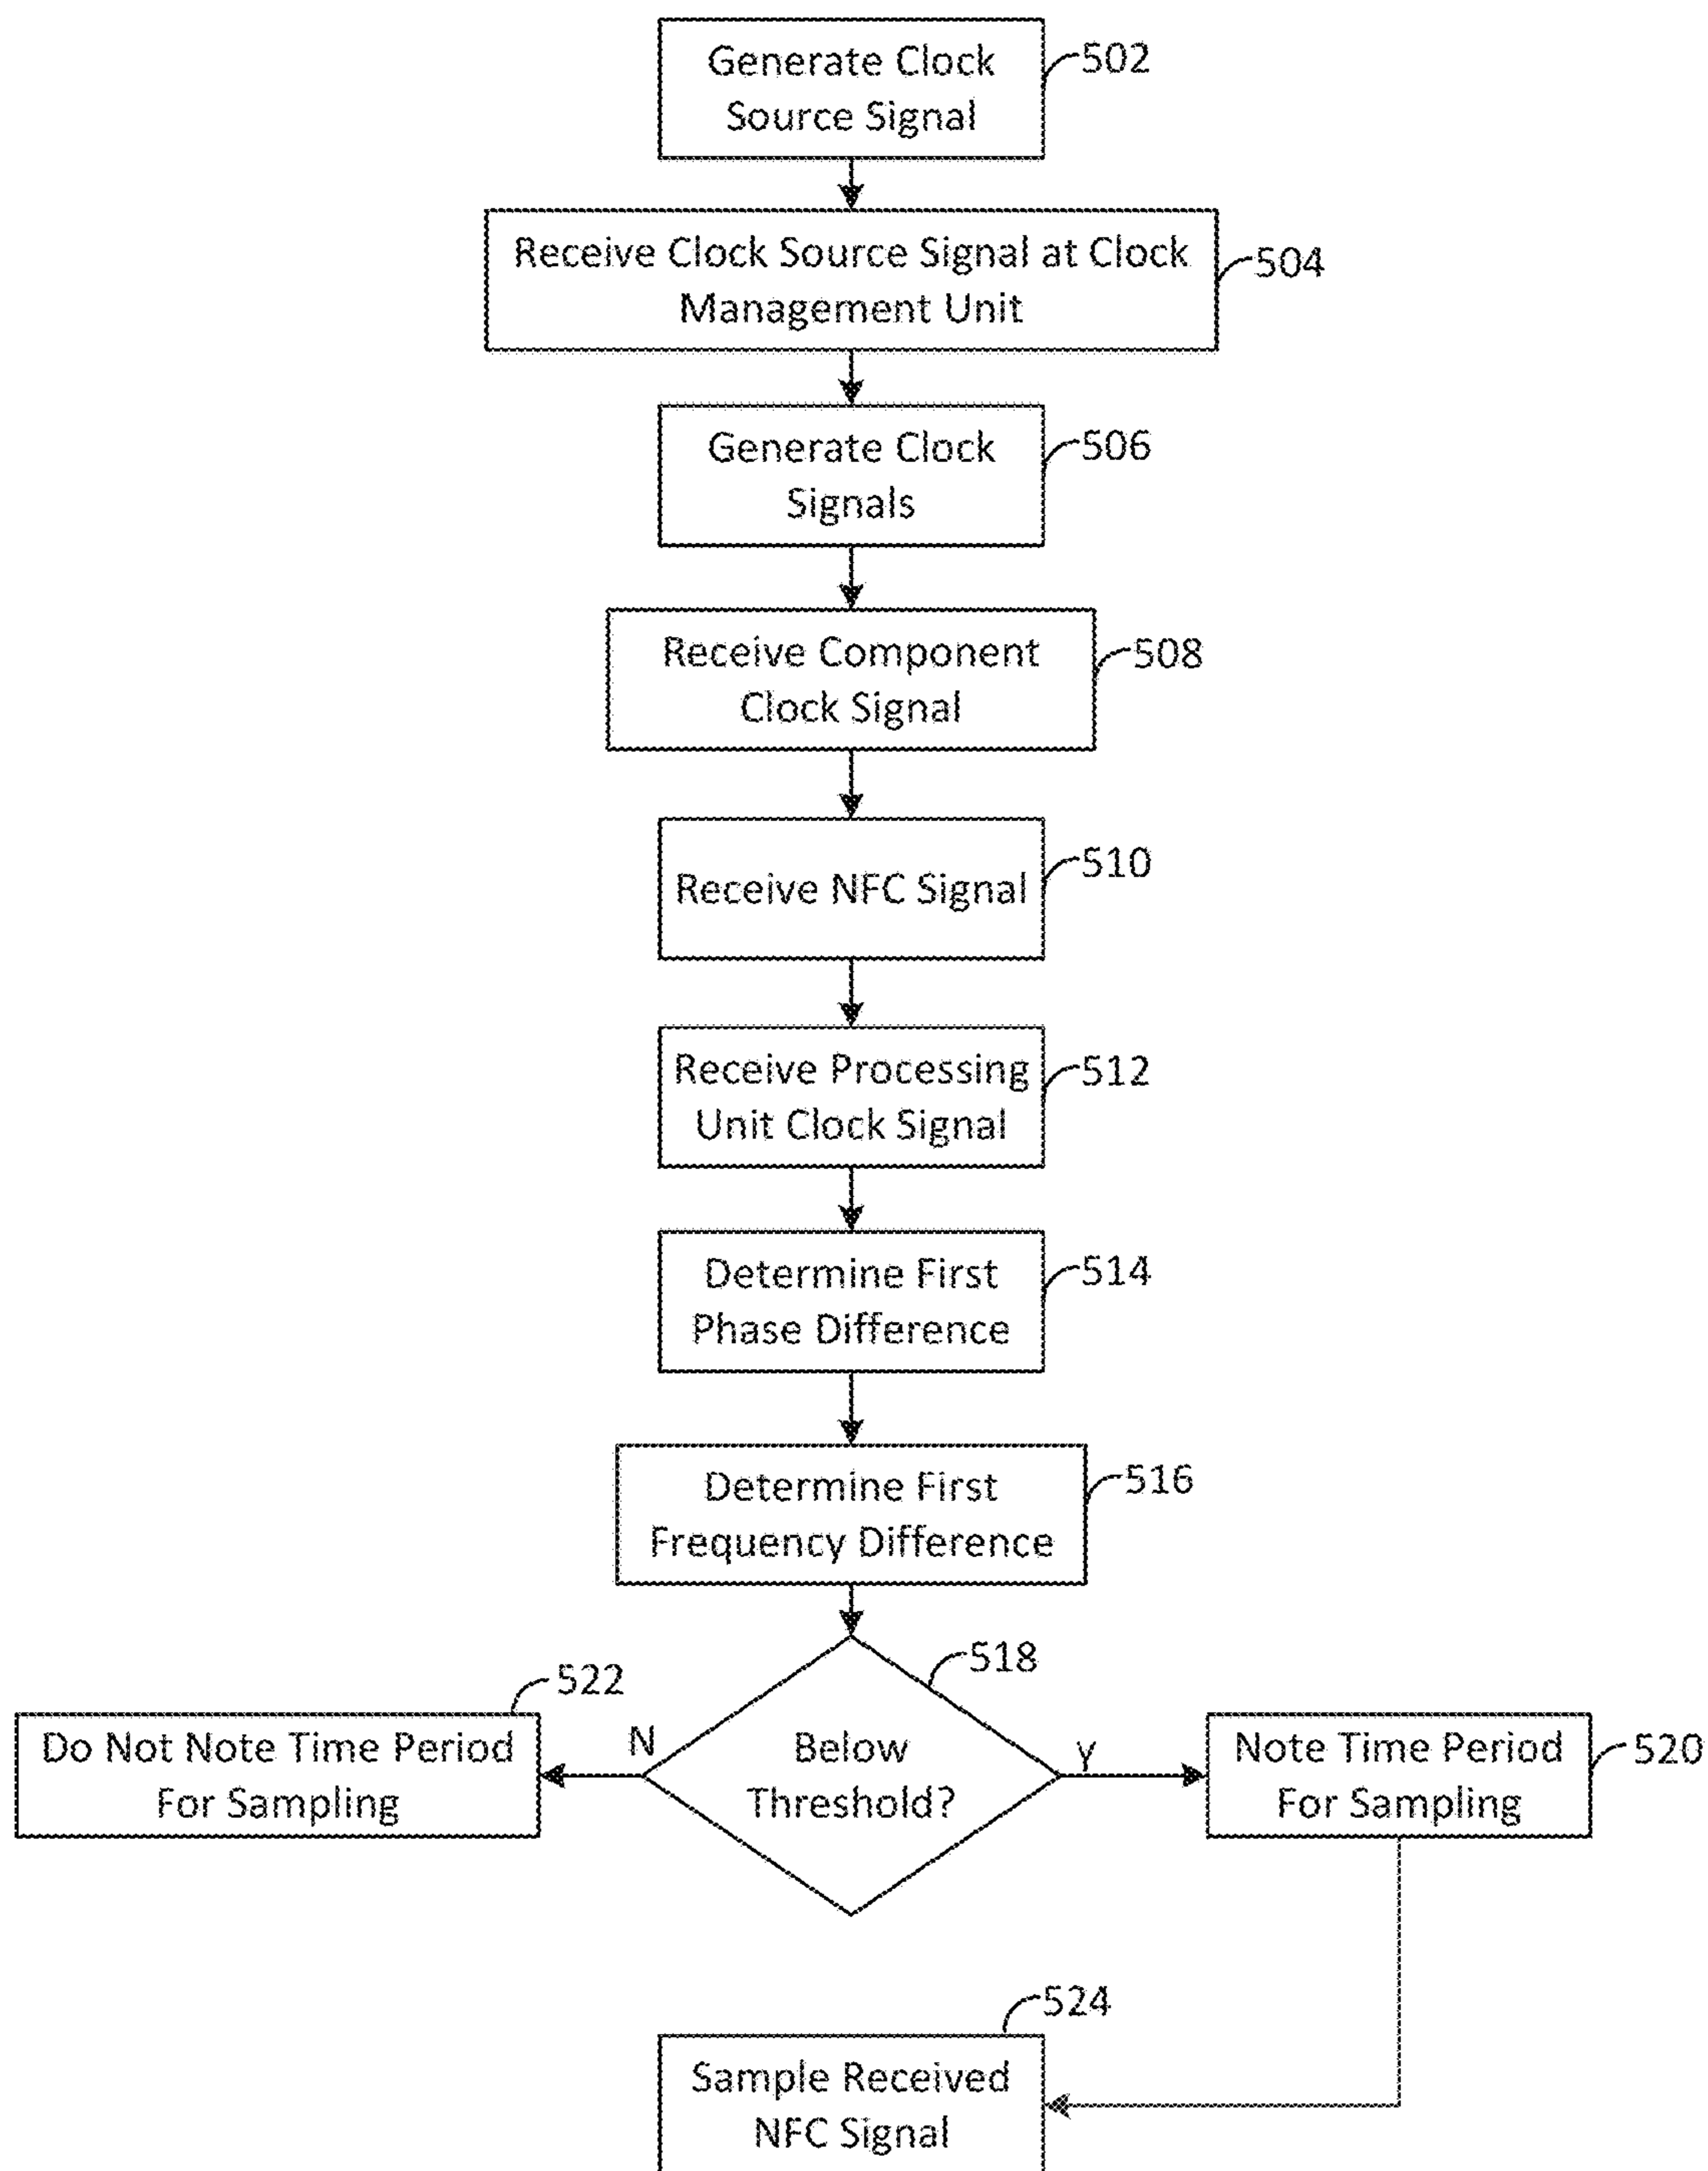 Generate Clock
Source Signal
502
Receive Clock Source Signal at Clock
Management Unit
504
Generate Clock
Signals
506
Receive Component
Clock Signal
508
Receive NFC Signal
510
Receive Processing
Unit Clock Signal
512
Determine First
Phase Difference
514
Determine First
Frequency Difference
516
518
Below
Threshold?
N
Y
522
Do Not Note Time Period
For Sampling
Note Time Period
For Sampling
520
524
Sample Received
NFC Signal